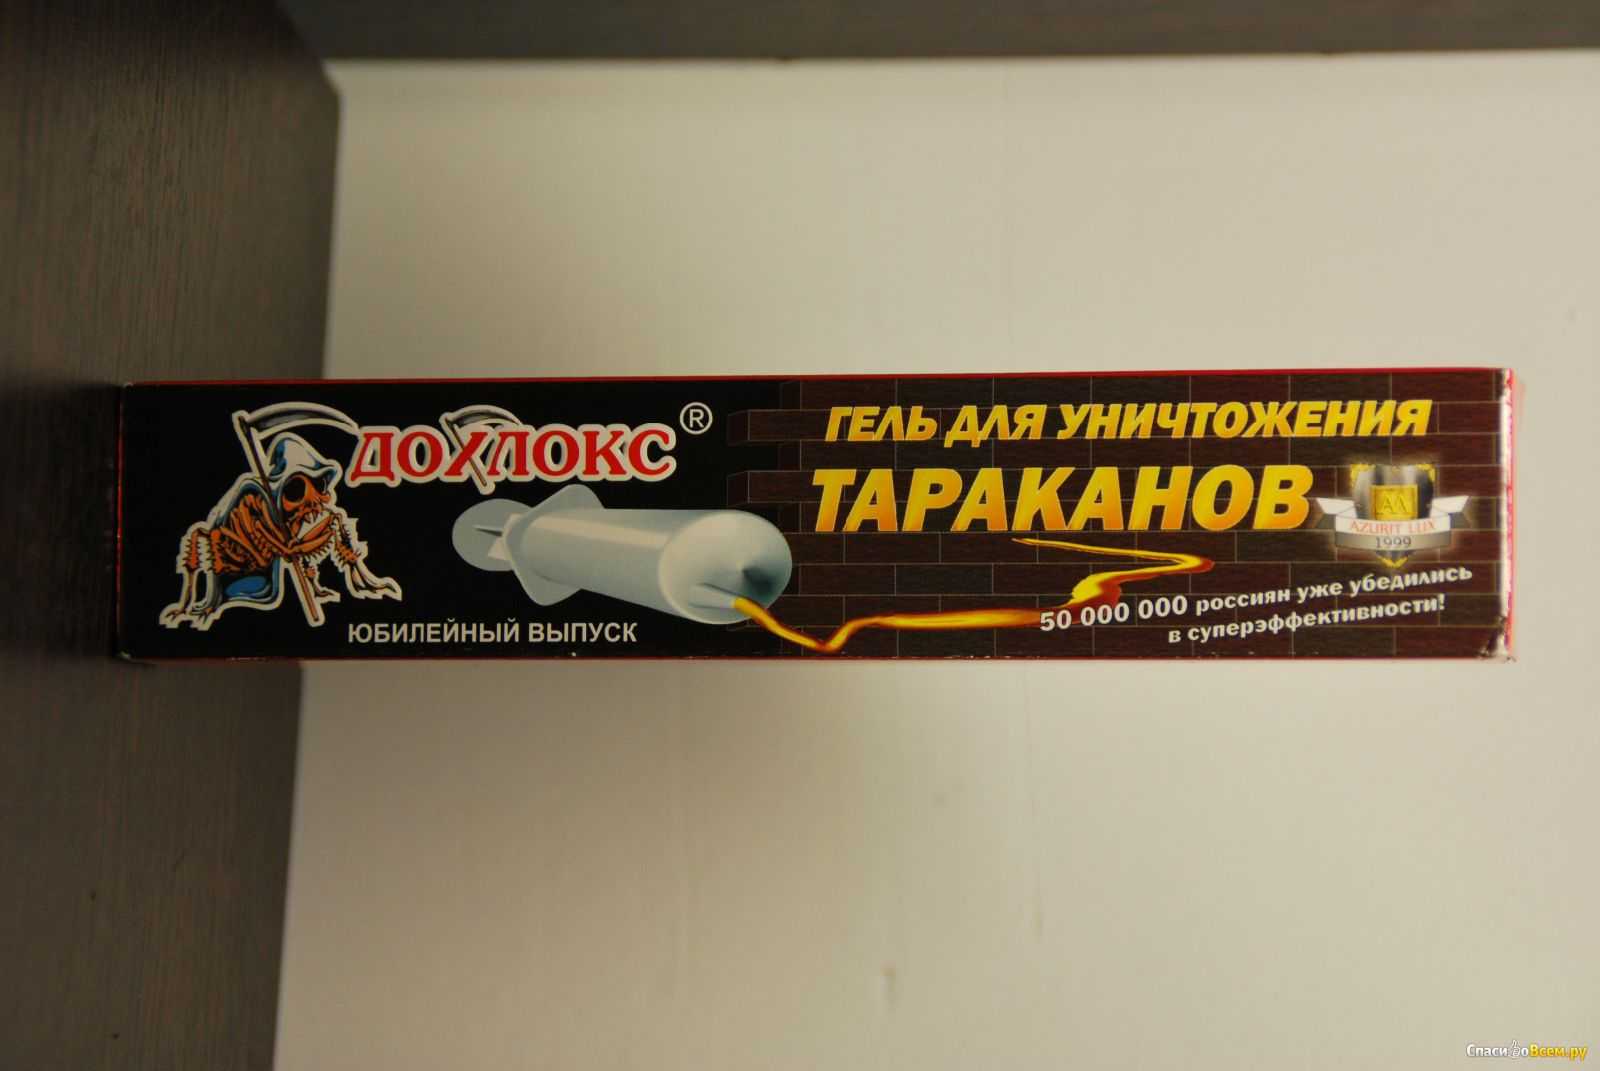 ДОХЛОКС®
ЮБИЛЕЙНЫЙ ВЫПУСК
ГЕЛЬ ДЛЯ УНИЧТОЖЕНИЯ
ТАРАКАНОВ
AZURIT LUX
1999
50 000 000 россиян уже убедились
в суперэффективности!
СпасибоВсем.ру